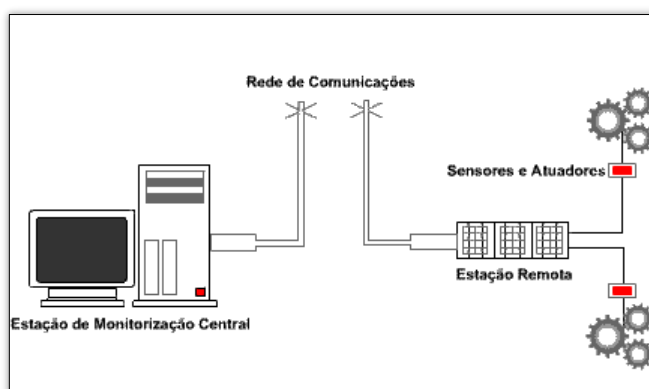 Rede de Comunicações
Sensores e Atuadores
Estação Remota
Estação de Monitorização Central